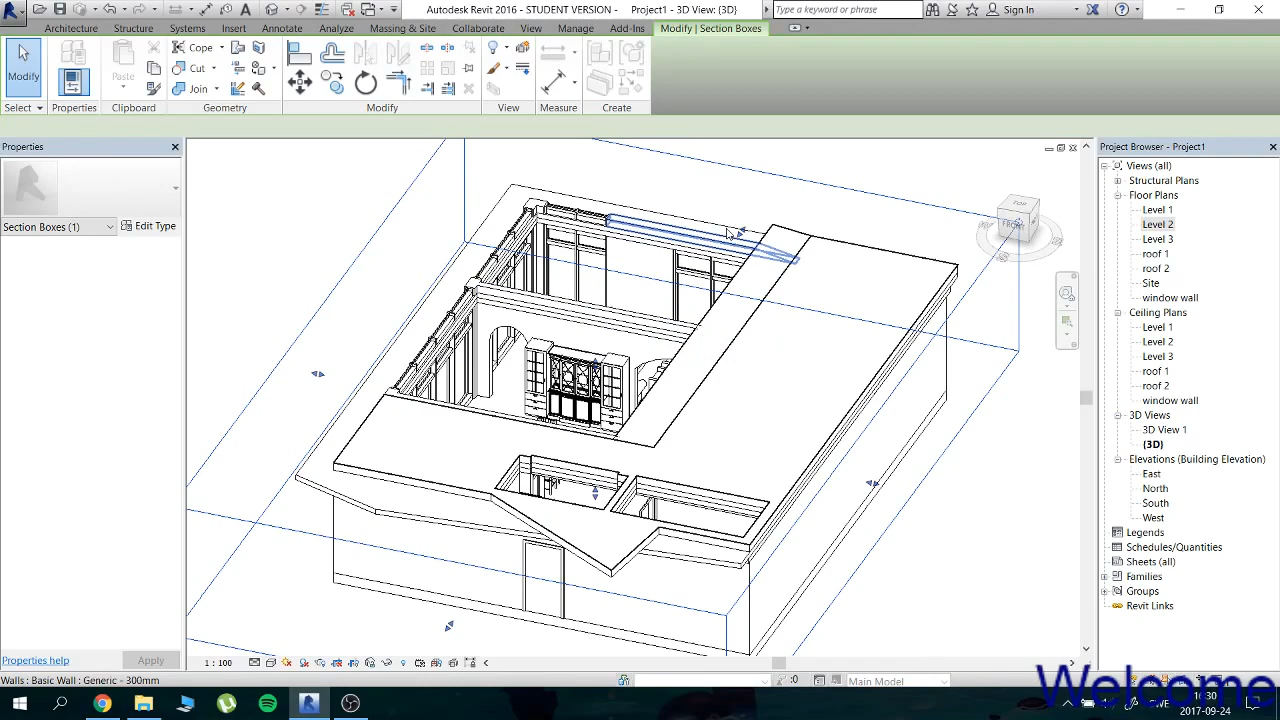 Autodesk Revit 2016 - STUDENT VERSION - Project1 - 3D View: {3D}
Type a keyword or phrase
Sign In
Architecture Structure Systems Insert Annotate Analyze Massing & Site Collaborate View Manage Add-Ins Modify | Section Boxes
Modify
Paste
Cope
Cut
Join
Select Properties Clipboard Geometry Modify View Measure Create
Properties
Section Boxes (1)
Edit Type
Properties help
Apply
TOP
FRONT
1 : 100
Project Browser - Project1
Views (all)
Structural Plans
Floor Plans
Level 1
Level 2
Level 3
roof 1
roof 2
Site
window wall
Ceiling Plans
Level 1
Level 2
Level 3
roof 1
roof 2
window wall
3D Views
3D View 1
{3D}
Elevations (Building Elevation)
East
North
South
West
Legends
Schedules/Quantities
Sheets (all)
Families
Groups
Revit Links
Walls : Basic Wall : Generic - 300mm
:0
Main Model
Welcome
16:30
SWE
2017-09-24